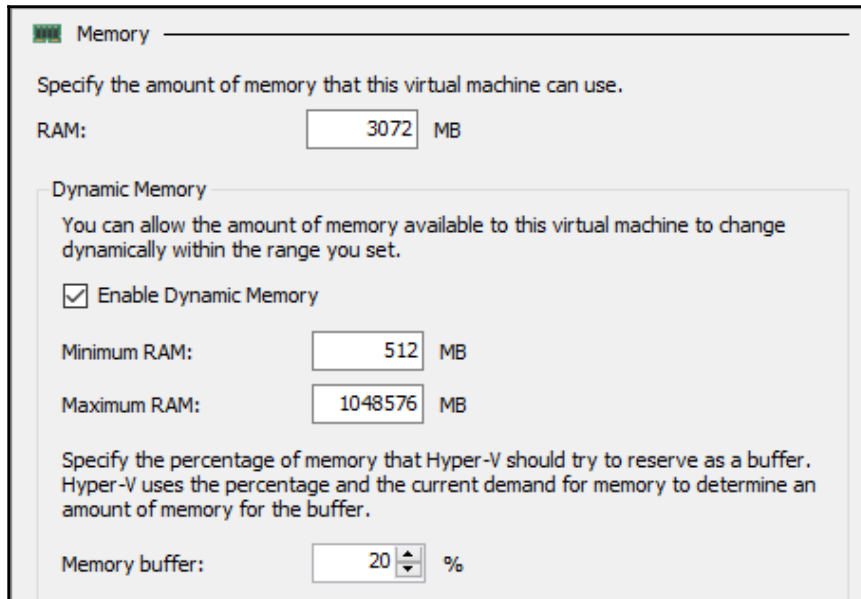 Memory
Specify the amount of memory that this virtual machine can use.
RAM: 3072 MB
Dynamic Memory
You can allow the amount of memory available to this virtual machine to change
dynamically within the range you set.
Enable Dynamic Memory
Minimum RAM: 512 MB
Maximum RAM: 1048576 MB
Specify the percentage of memory that Hyper-V should try to reserve as a buffer.
Hyper-V uses the percentage and the current demand for memory to determine an
amount of memory for the buffer.
Memory buffer: 20 %